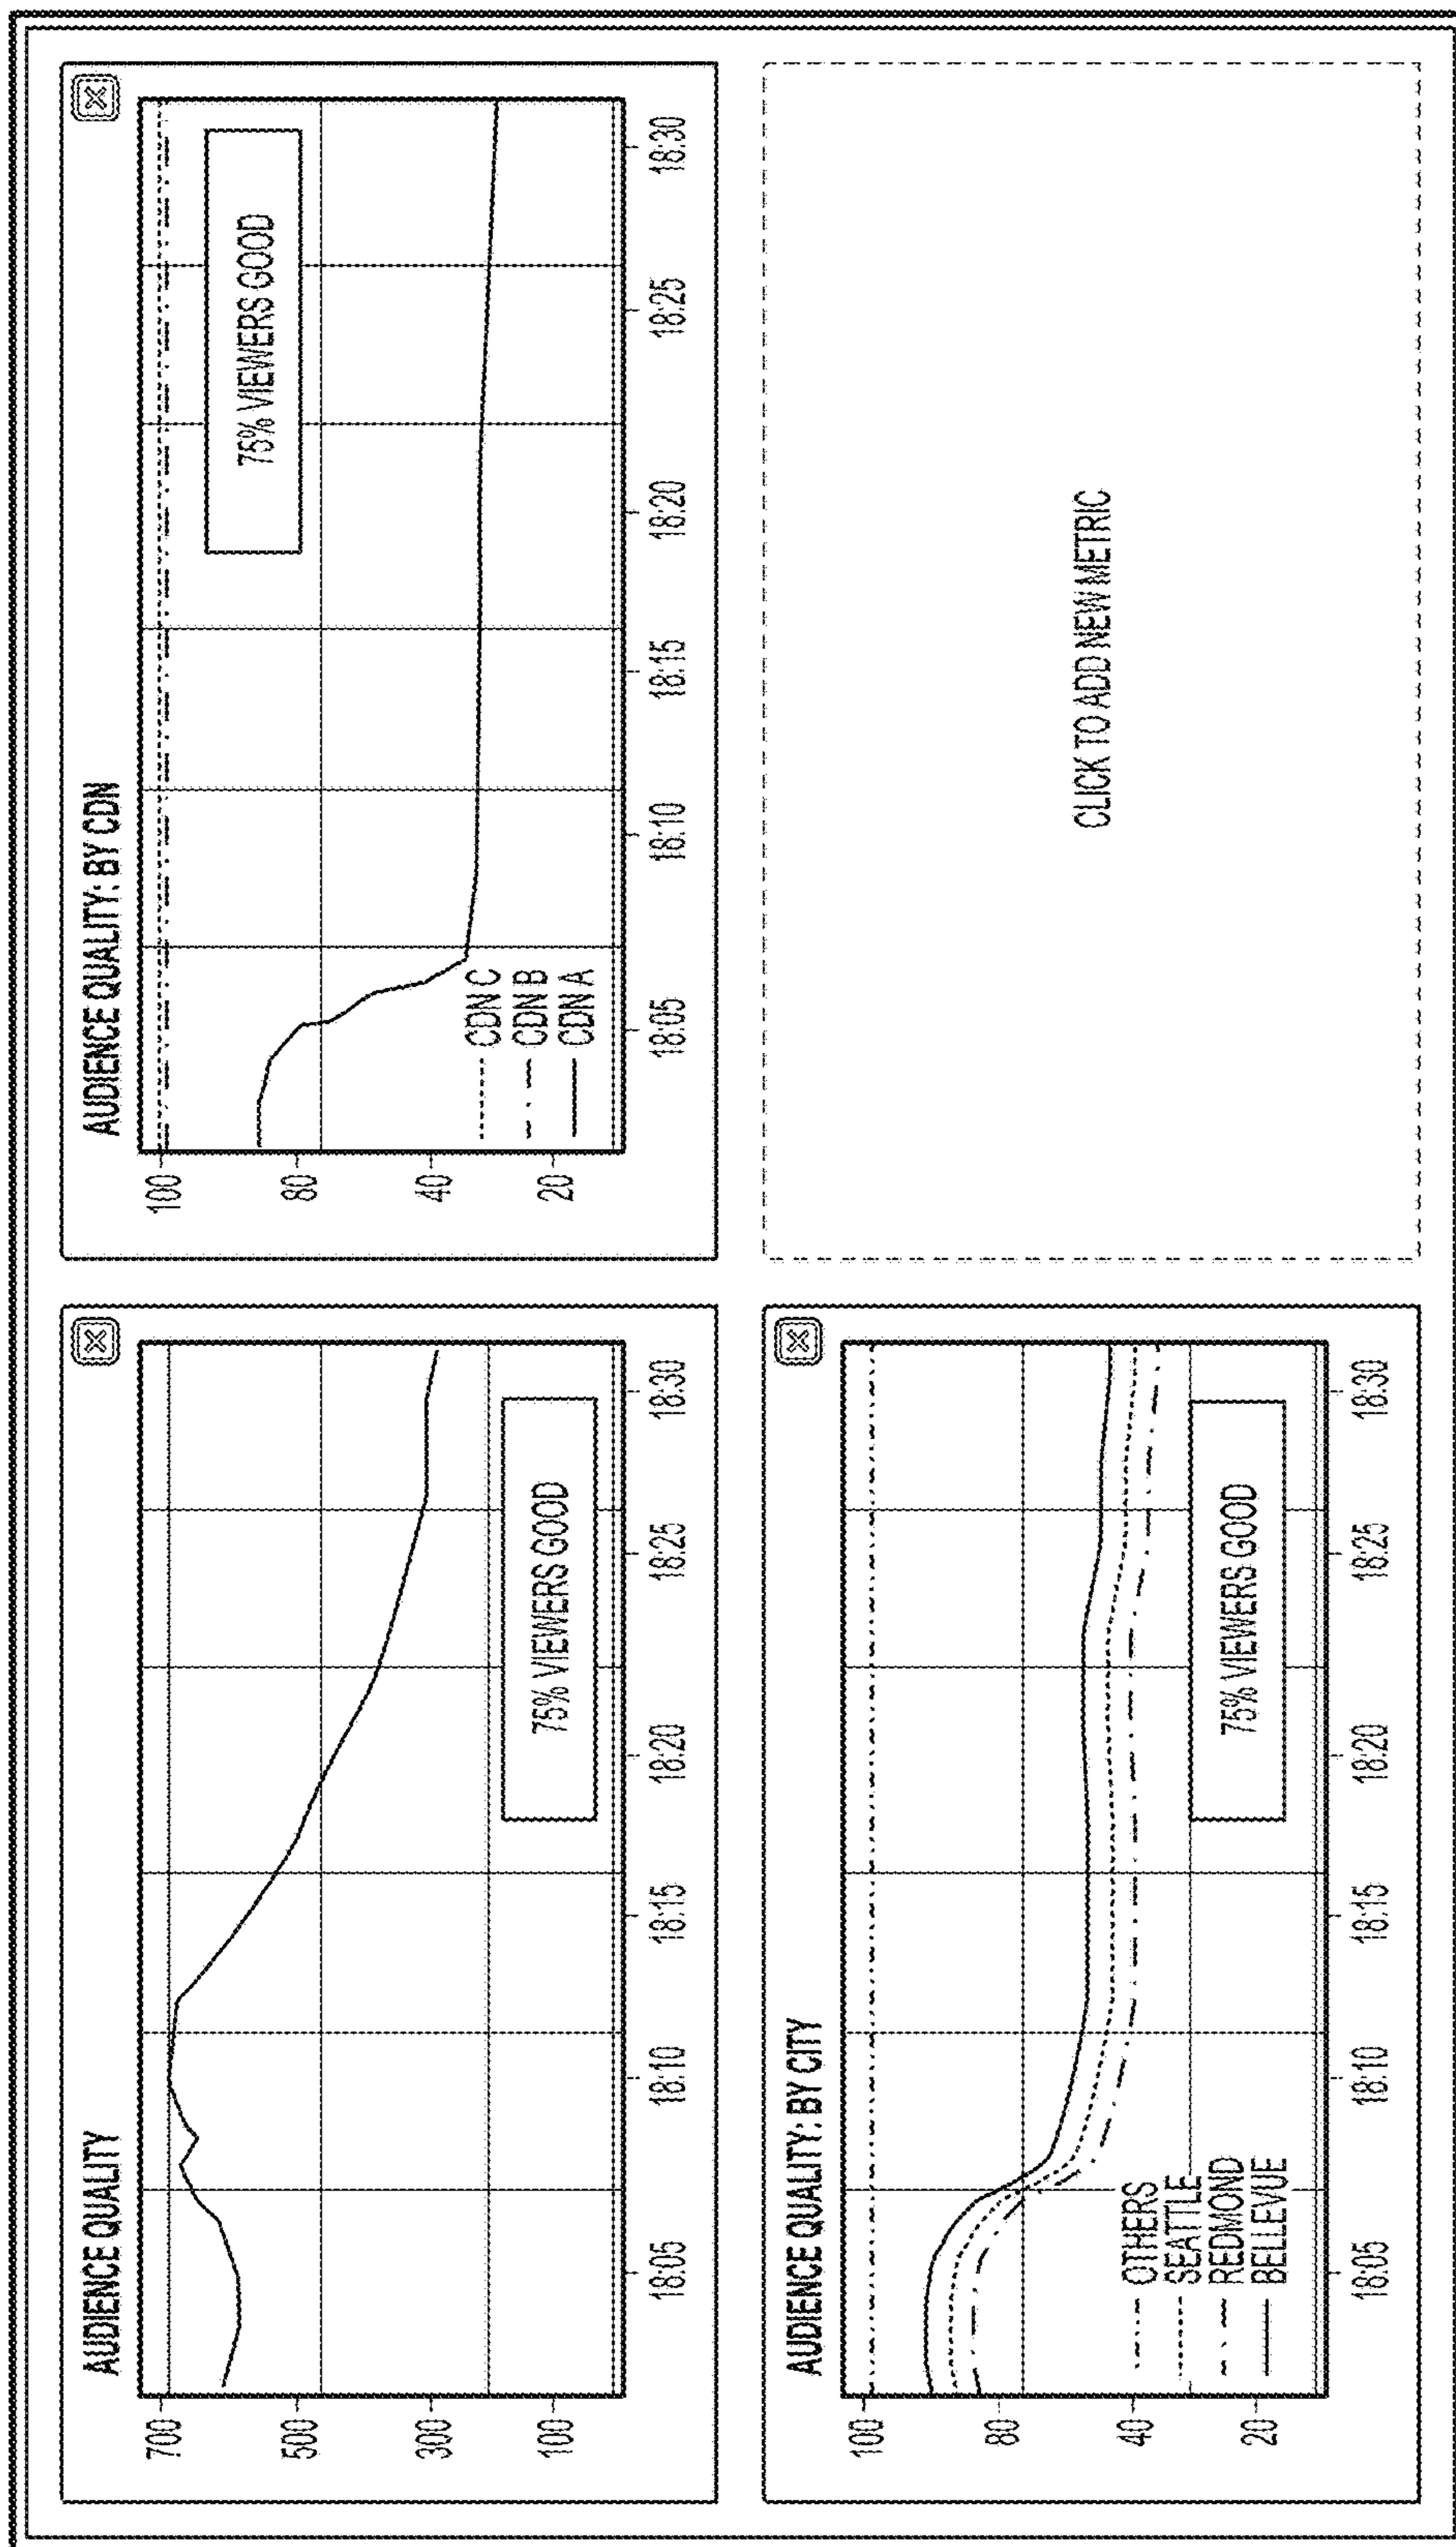 AUDIENCE QUALITY
700
500
300
100
75% VIEWERS GOOD
18:05
18:10
18:15
18:20
18:25
18:30
AUDIENCE QUALITY: BY CDN
100
80
40
20
75% VIEWERS GOOD
CDN C
CDN B
CDN A
18:05
18:10
18:15
18:20
18:25
18:30
AUDIENCE QUALITY: BY CITY
100
80
40
20
OTHERS
SEATTLE
REDMOND
BELLEVUE
75% VIEWERS GOOD
18:05
18:10
18:15
18:20
18:25
18:30
CLICK TO ADD NEW METRIC